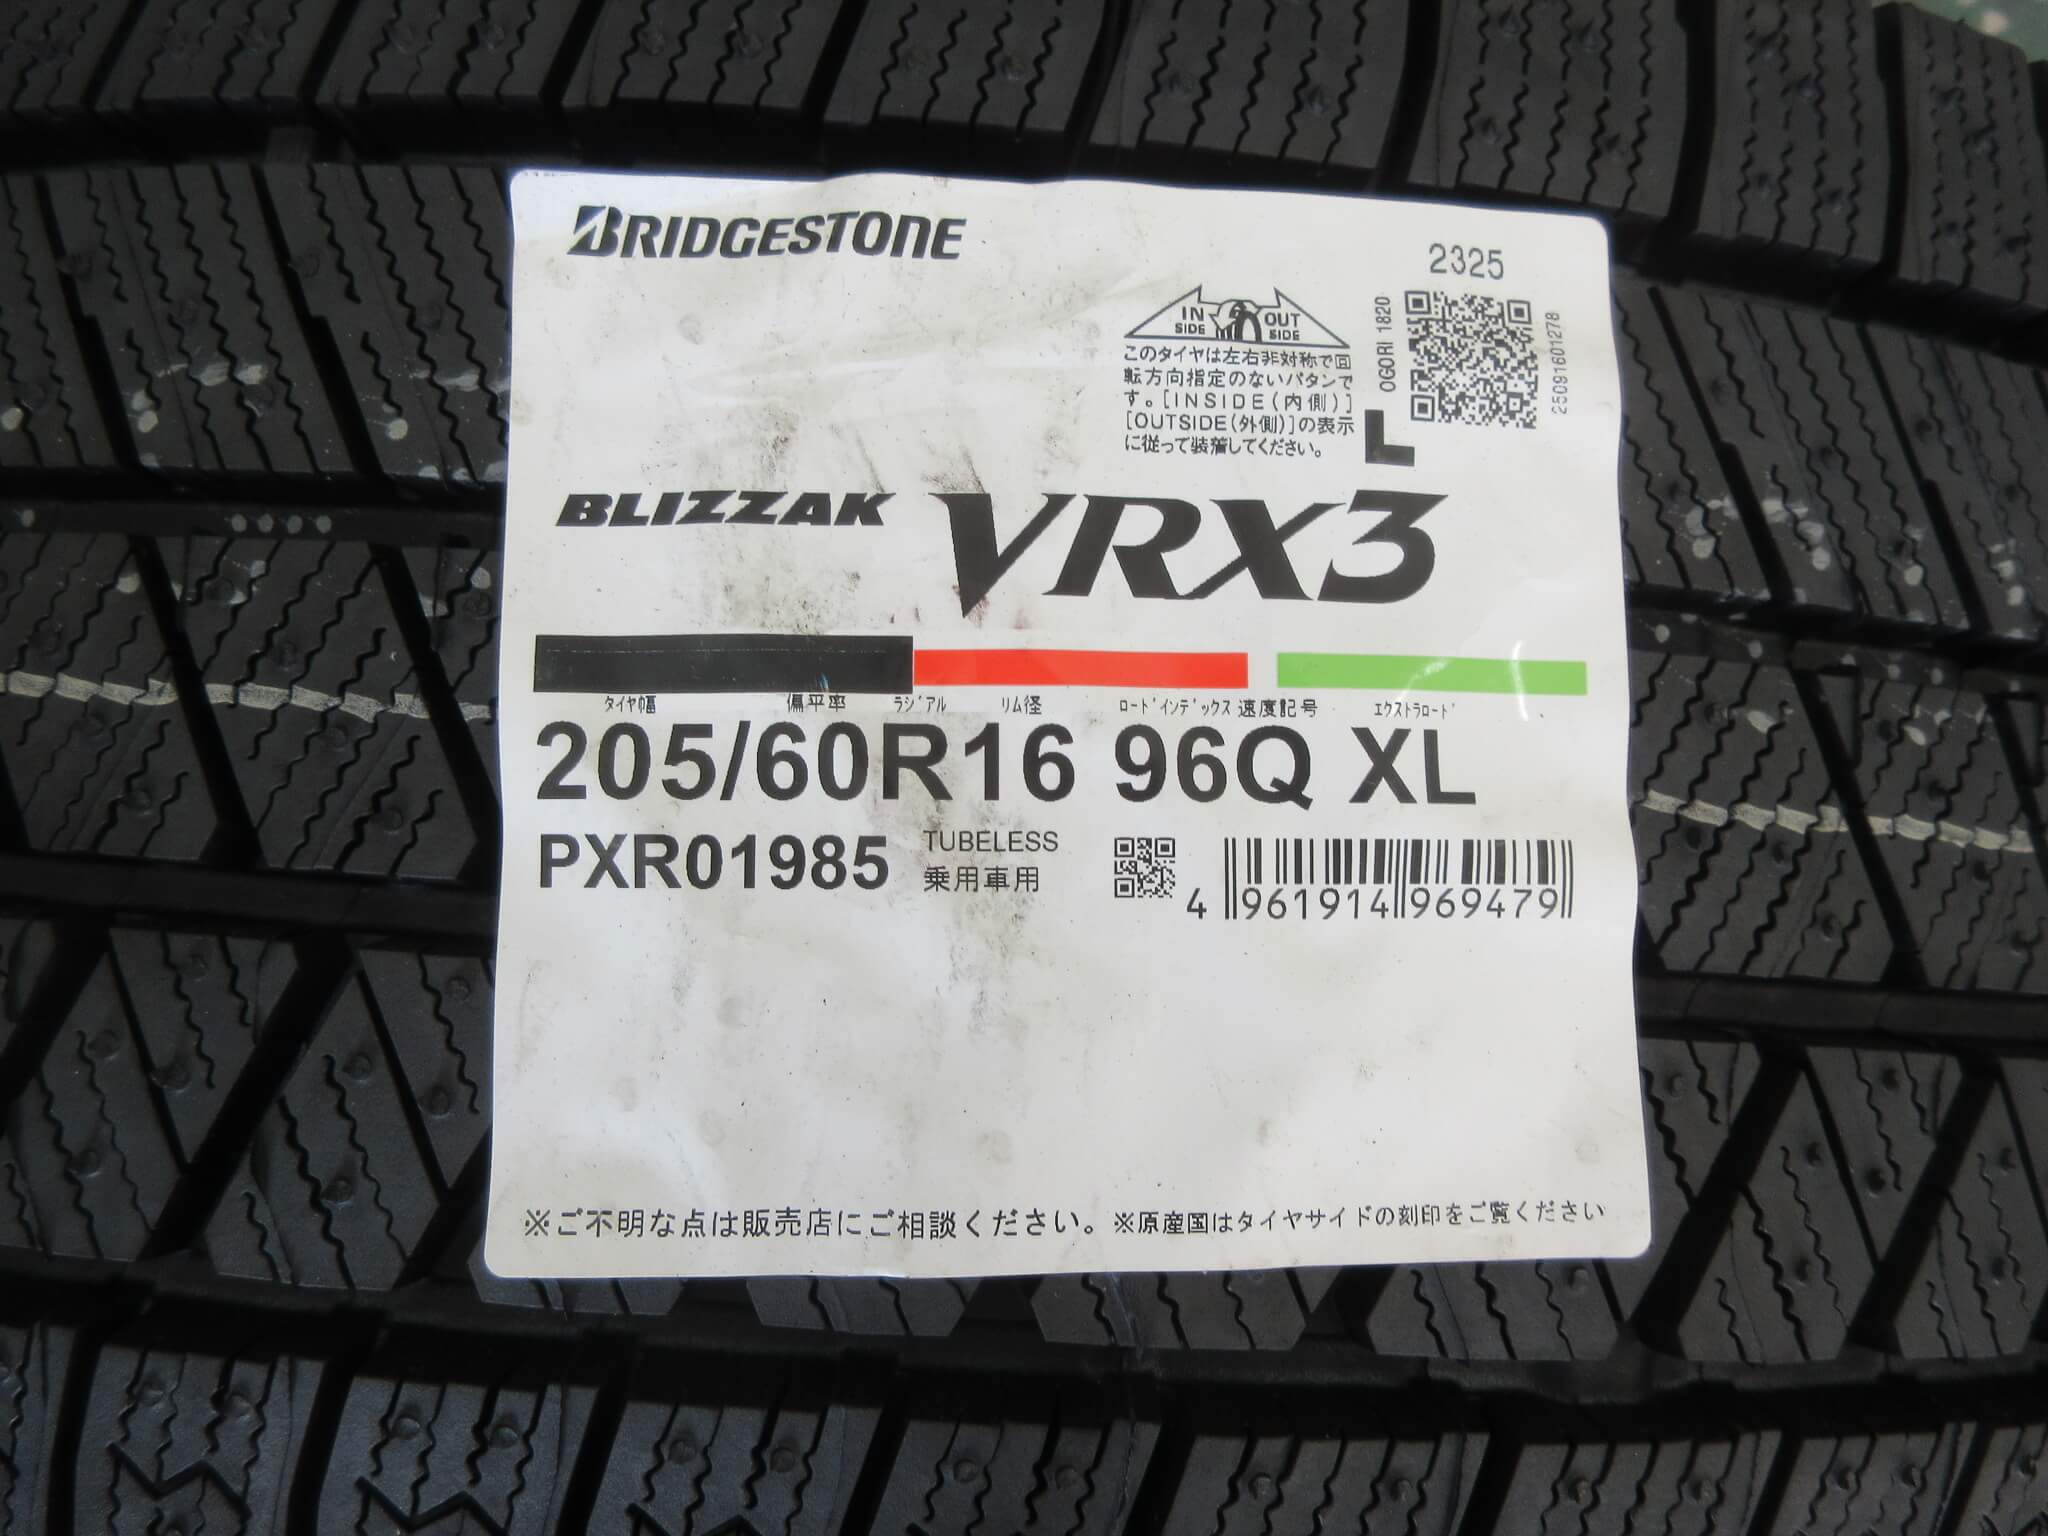 BRIDGESTONE
2325
IN SIDE
OUT SIDE
OGORI 1820
25091601278
このタイヤは左右非対称で回
転方向指定のないパタンで
す。[INSIDE(内側)]
[OUTSIDE(外側)]の表示
に従って装着してください。
L
BLIZZAK VRX3
タイヤ幅 偏平率 ラジアル リム径 ロードインデックス 速度記号 エクストラロード
205/60R16 96Q XL
PXR01985
TUBELESS
乗用車用
4 961914 969479
※ご不明な点は販売店にご相談ください。※原産国はタイヤサイドの刻印をご覧ください